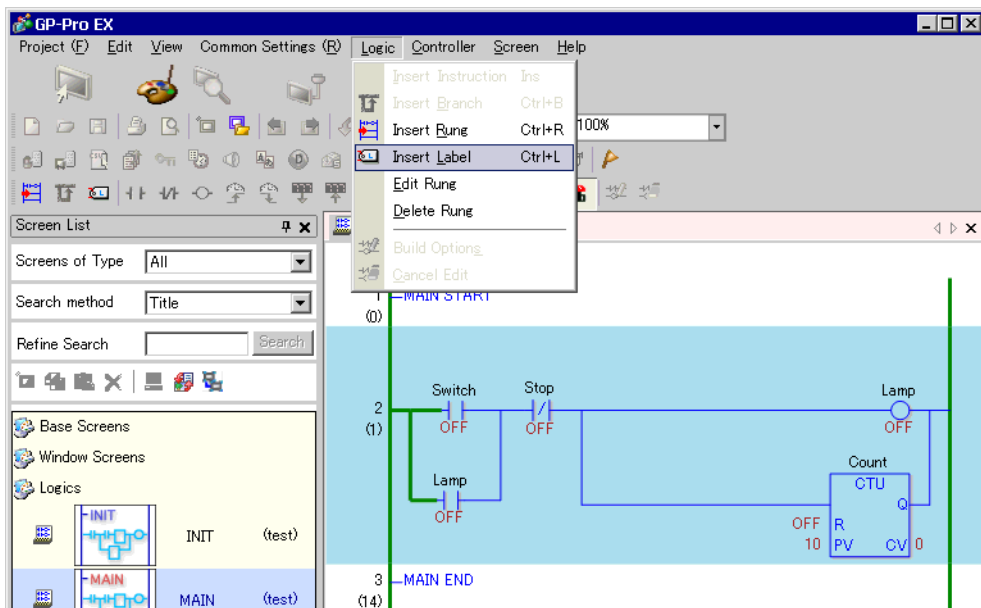 GP-Pro EX
Project (F) Edit View Common Settings (R) Logic Controller Screen Help
Insert Instruction Ins
Insert Branch Ctrl+B
Insert Rung Ctrl+R
100%
Insert Label Ctrl+L
Edit Rung
Delete Rung
Build Options
Cancel Edit
Screen List
Screens of Type All
Search method Title
Refine Search Search
Base Screens
Window Screens
Logics
INIT
INIT (test)
MAIN
MAIN (test)
1 MAIN START
(0)
Switch Stop Lamp
2
(1) OFF OFF OFF
Lamp
OFF
Count
CTU
Q
OFF R
10 PV CV 0
3 MAIN END
(14)